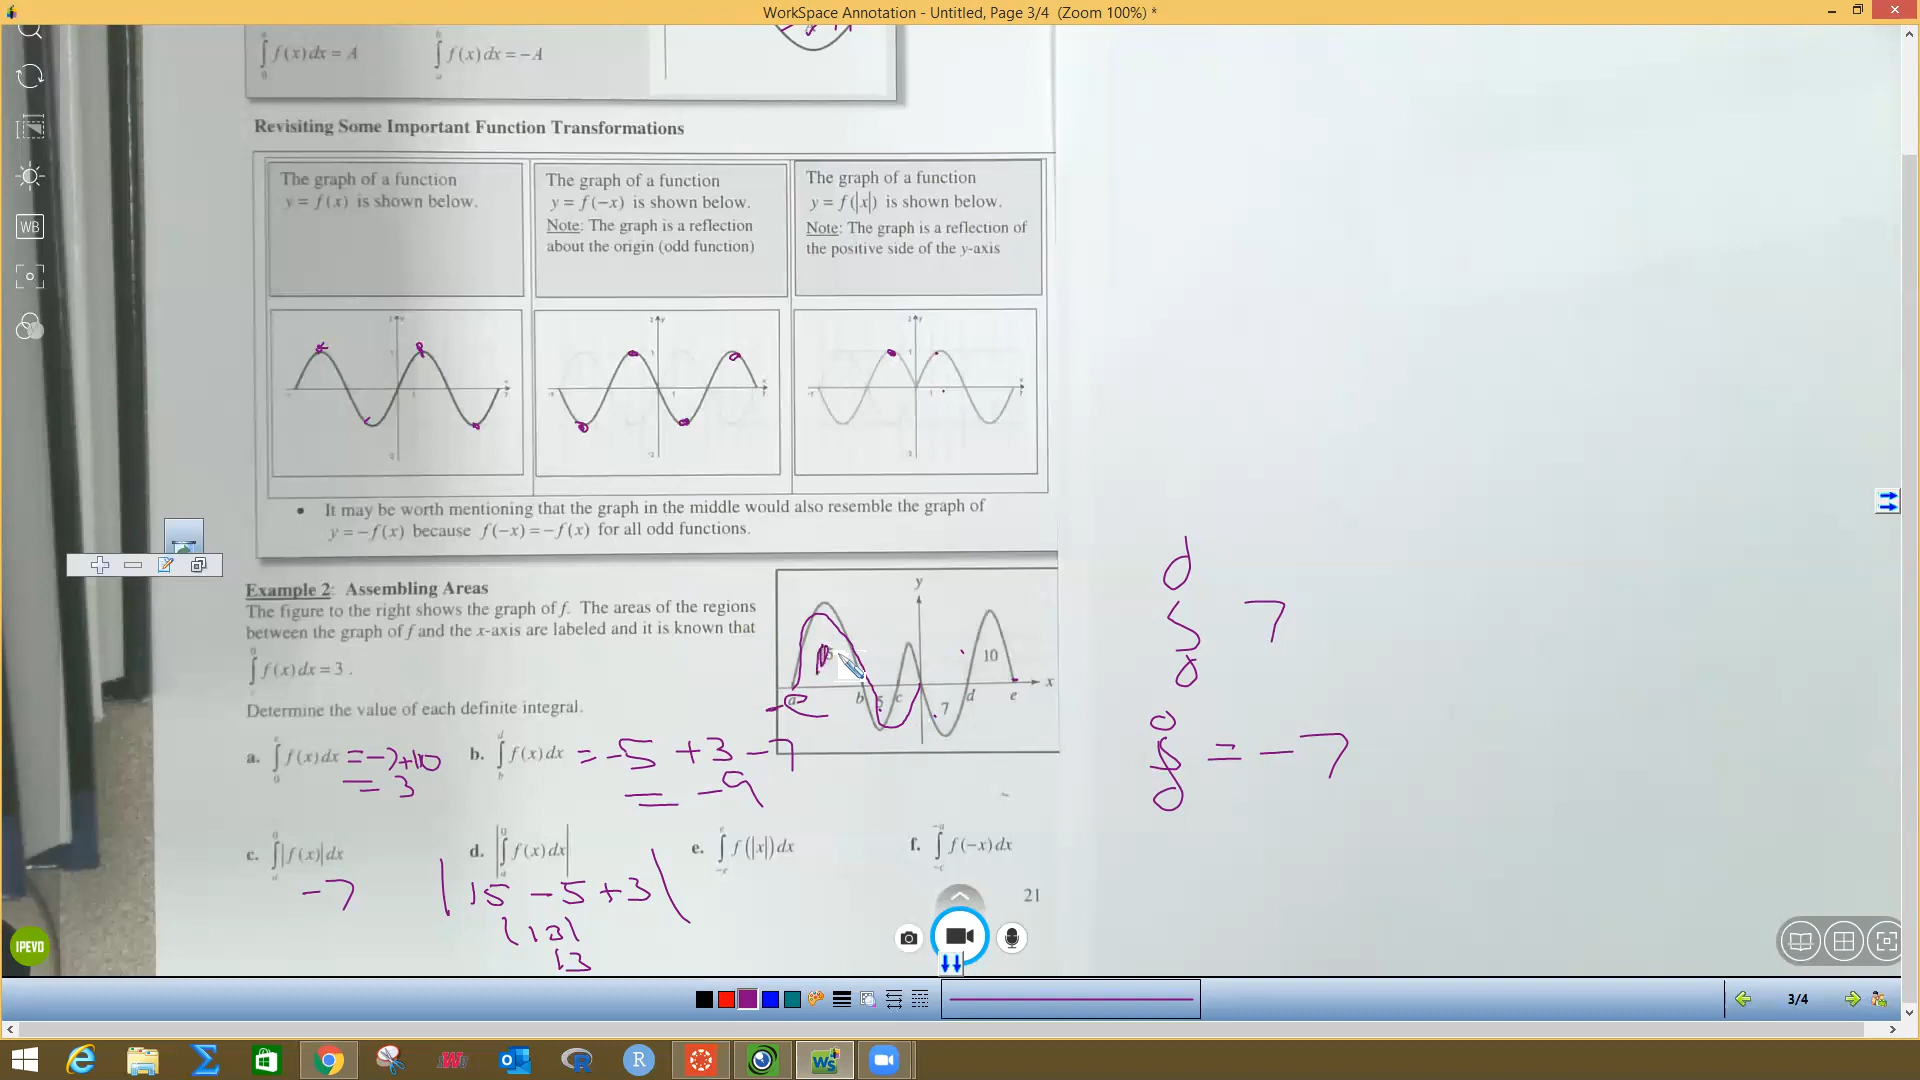 WorkSpace Annotation - Untitled, Page 3/4 (Zoom 100%) *
∫ f(x)dx = A
∫ f(x)dx = −A
Revisiting Some Important Function Transformations
The graph of a function
y = f(x) is shown below.
The graph of a function
y = f(−x) is shown below.
Note: The graph is a reflection
about the origin (odd function)
The graph of a function
y = f(|x|) is shown below.
Note: The graph is a reflection of
the positive side of the y-axis
• It may be worth mentioning that the graph in the middle would also resemble the graph of
y = −f(x) because f(−x) = −f(x) for all odd functions.
Example 2: Assembling Areas
The figure to the right shows the graph of f. The areas of the regions
between the graph of f and the x-axis are labeled and it is known that
∫ f(x)dx = 3.
Determine the value of each definite integral.
y
10
x
a
b
5
c
7
d
e
a. ∫ f(x)dx = −7+10
= 3
b. ∫ f(x)dx = −5 +3 −7
= −9
c. ∫|f(x)|dx
−7
d. |∫ f(x)dx|
|15 −5 +3|
|13|
13
e. ∫ f(|x|)dx
f. ∫ f(−x)dx
21
d
7
0
= −7
WB
IPEVO
3/4